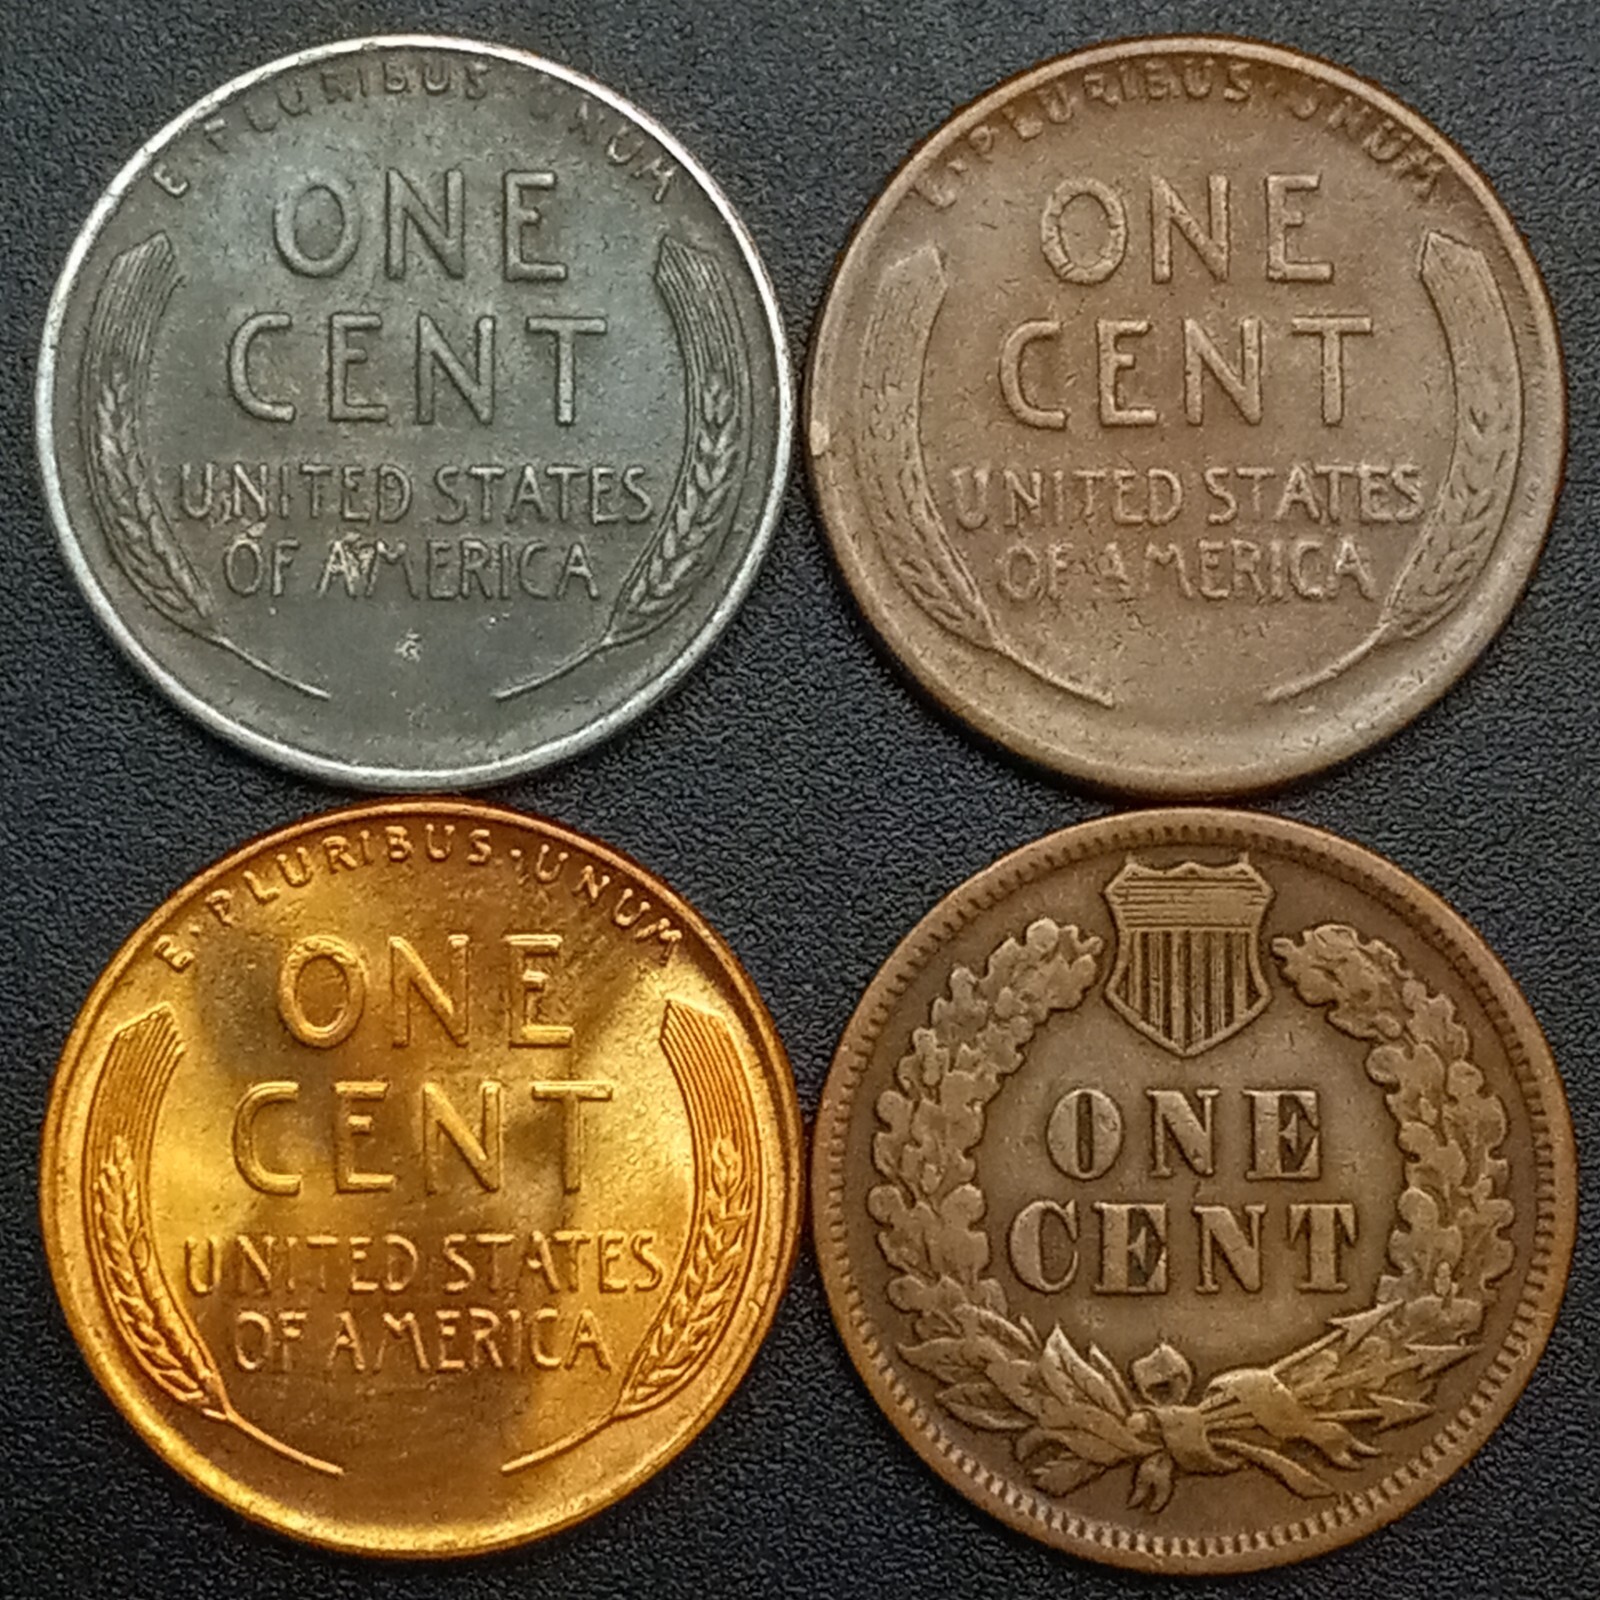 E·PLURIBUS·UNUM
ONE
CENT
UNITED STATES
OF AMERICA
E·PLURIBUS·UNUM
ONE
CENT
UNITED STATES
OF AMERICA
E·PLURIBUS·UNUM
ONE
CENT
UNITED STATES
OF AMERICA
ONE
CENT